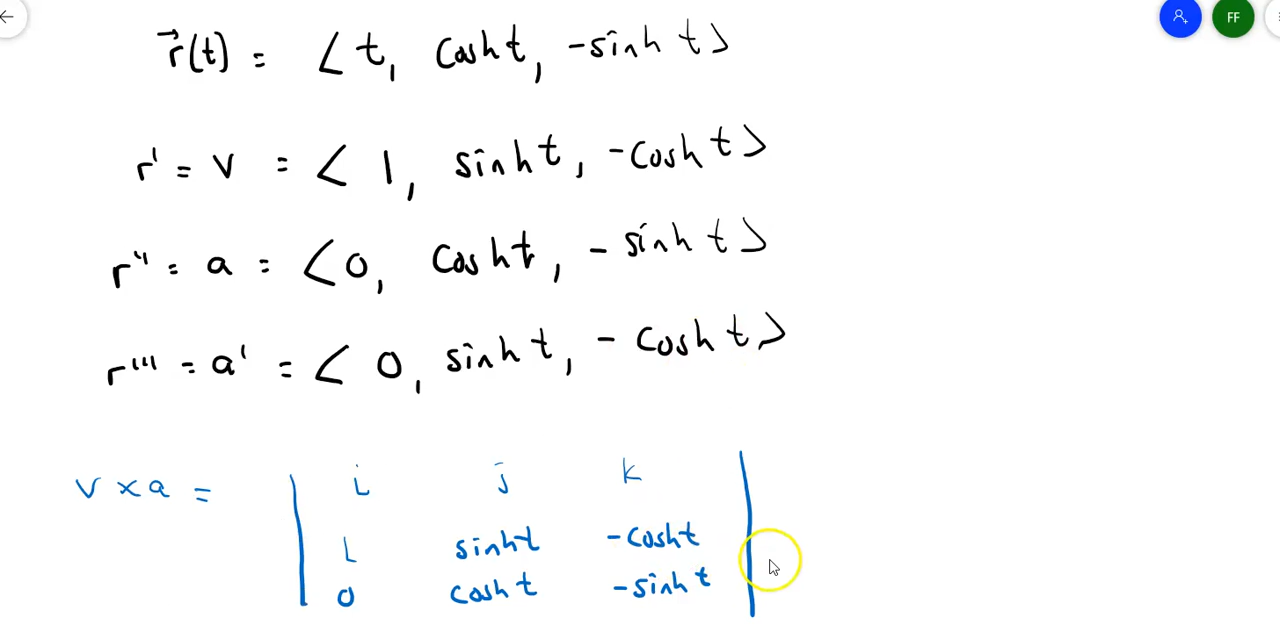 FF
r⃗(t) = < t, cosh t, -sinh t >
r' = v = < 1, sinh t, -cosh t >
r'' = a = < 0, cosh t, -sinh t >
r''' = a' = < 0, sinh t, -cosh t >
v × a = | i j k |
1 sinh t -cosh t
0 cosh t -sinh t